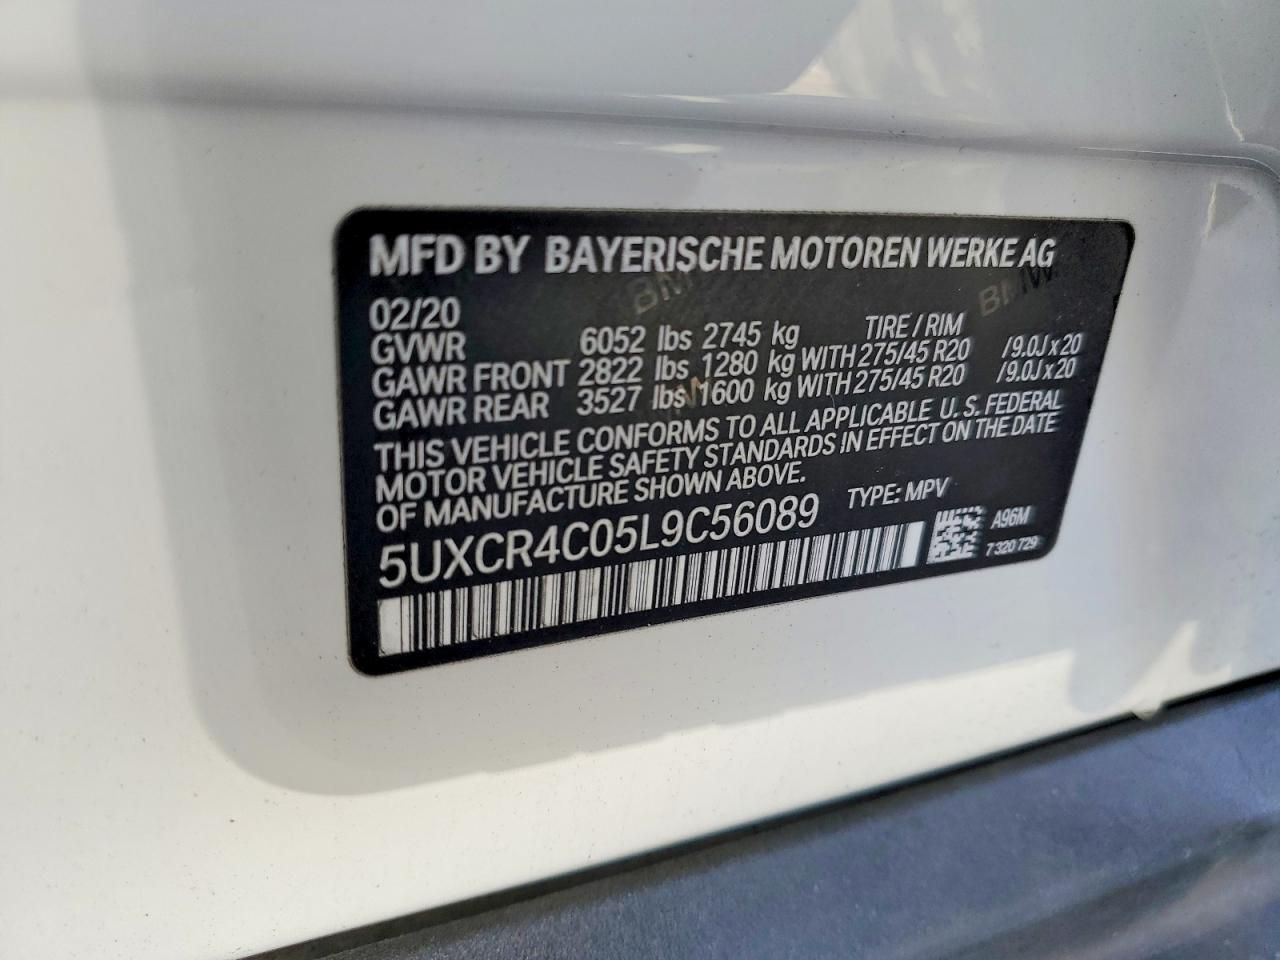 MFD BY BAYERISCHE MOTOREN WERKE AG
02/20
GVWR 6052 lbs 2745 kg TIRE / RIM
GAWR FRONT 2822 lbs 1280 kg WITH 275/45 R20 /9.0J x 20
GAWR REAR 3527 lbs 1600 kg WITH 275/45 R20 /9.0J x 20
THIS VEHICLE CONFORMS TO ALL APPLICABLE U. S. FEDERAL
MOTOR VEHICLE SAFETY STANDARDS IN EFFECT ON THE DATE
OF MANUFACTURE SHOWN ABOVE.
5UXCR4C05L9C56089 TYPE: MPV
A96M
7 320 729
BMW
BMW